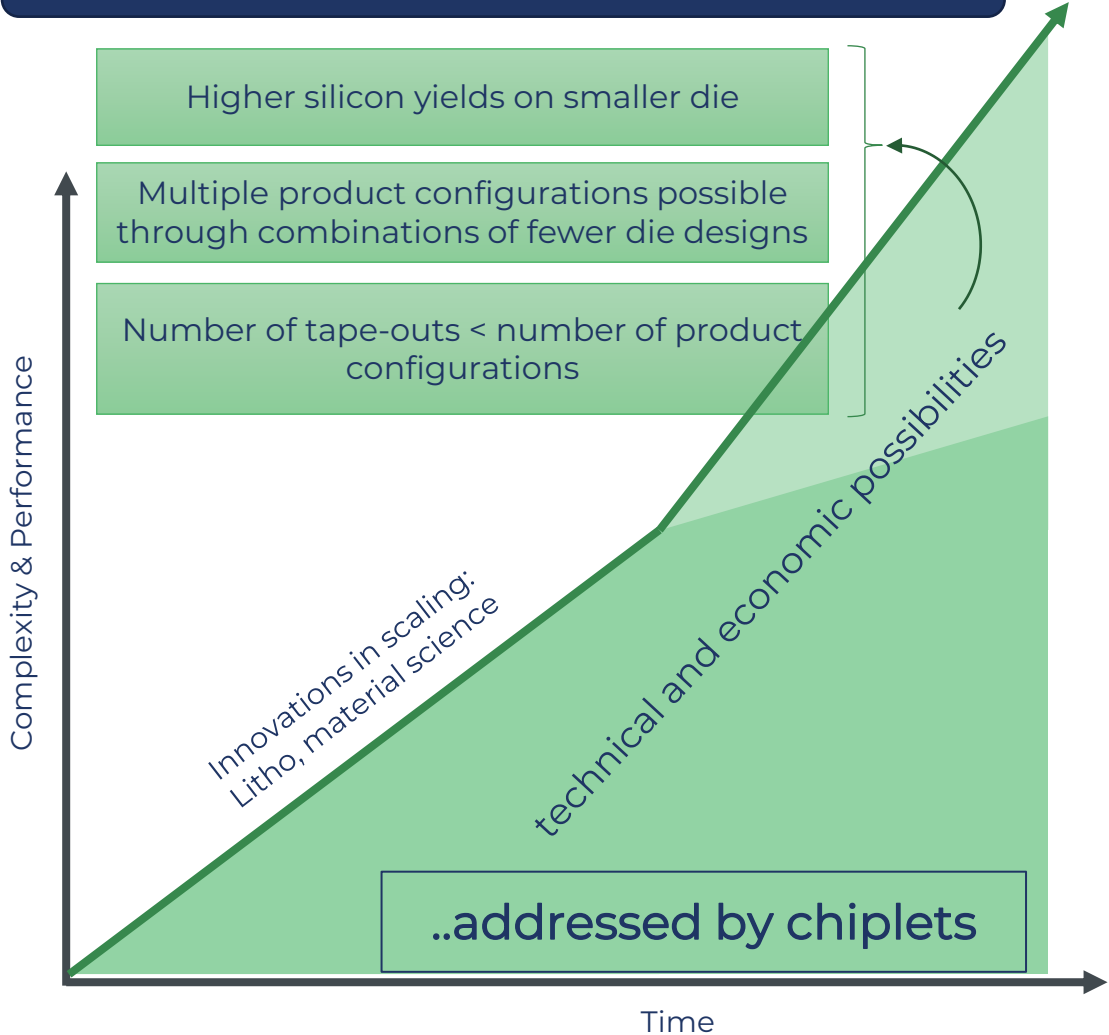 Higher silicon yields on smaller die
Multiple product configurations possible
through combinations of fewer die designs
Number of tape-outs < number of product
configurations
Complexity & Performance
Innovations in scaling:
Litho, material science
technical and economic possibilities
..addressed by chiplets
Time